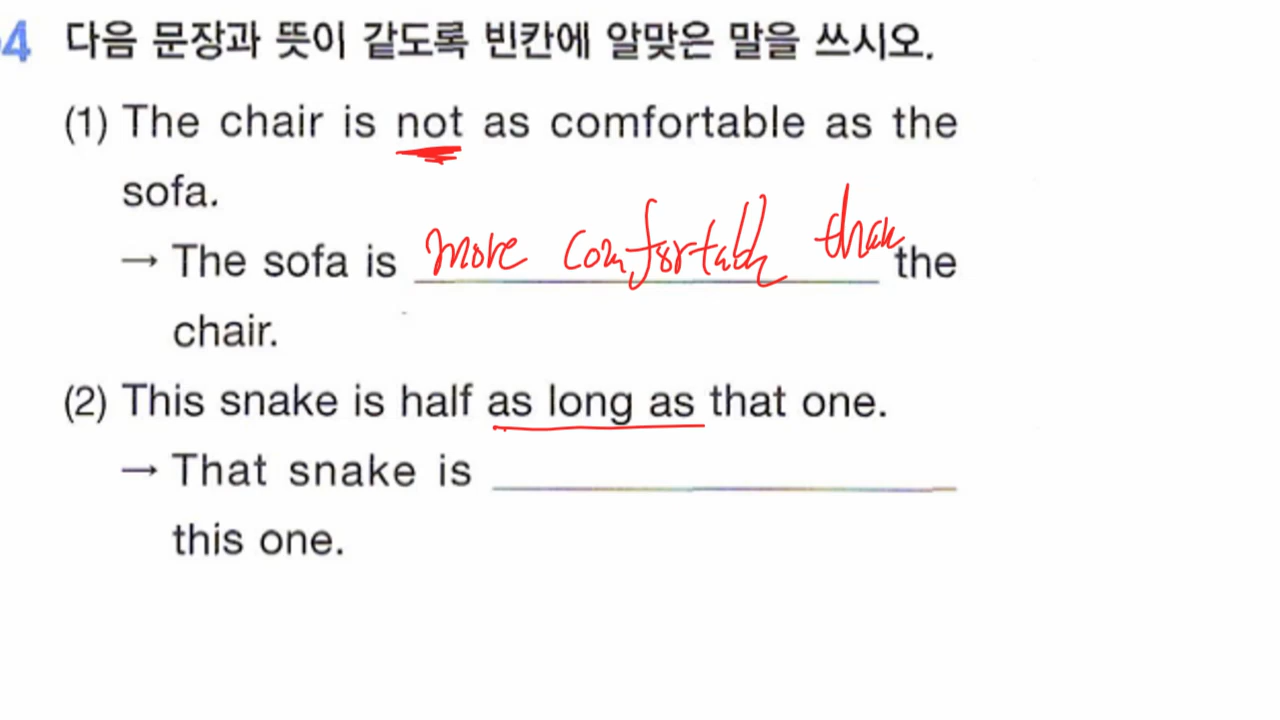 4 다음 문장과 뜻이 같도록 빈칸에 알맞은 말을 쓰시오.
(1) The chair is not as comfortable as the
sofa.
→ The sofa is more comfortable than the
chair.
(2) This snake is half as long as that one.
→ That snake is
this one.